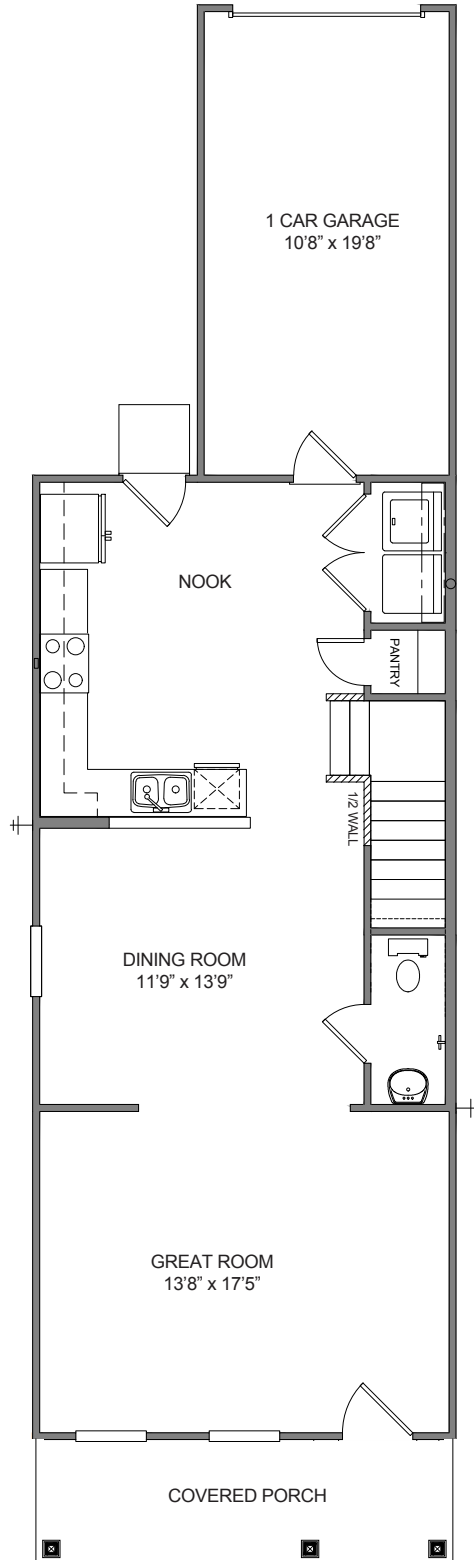 1 CAR GARAGE
10’8” x 19’8”
NOOK
PANTRY
1/2 WALL
DINING ROOM
11’9” x 13’9”
GREAT ROOM
13’8” x 17’5”
COVERED PORCH